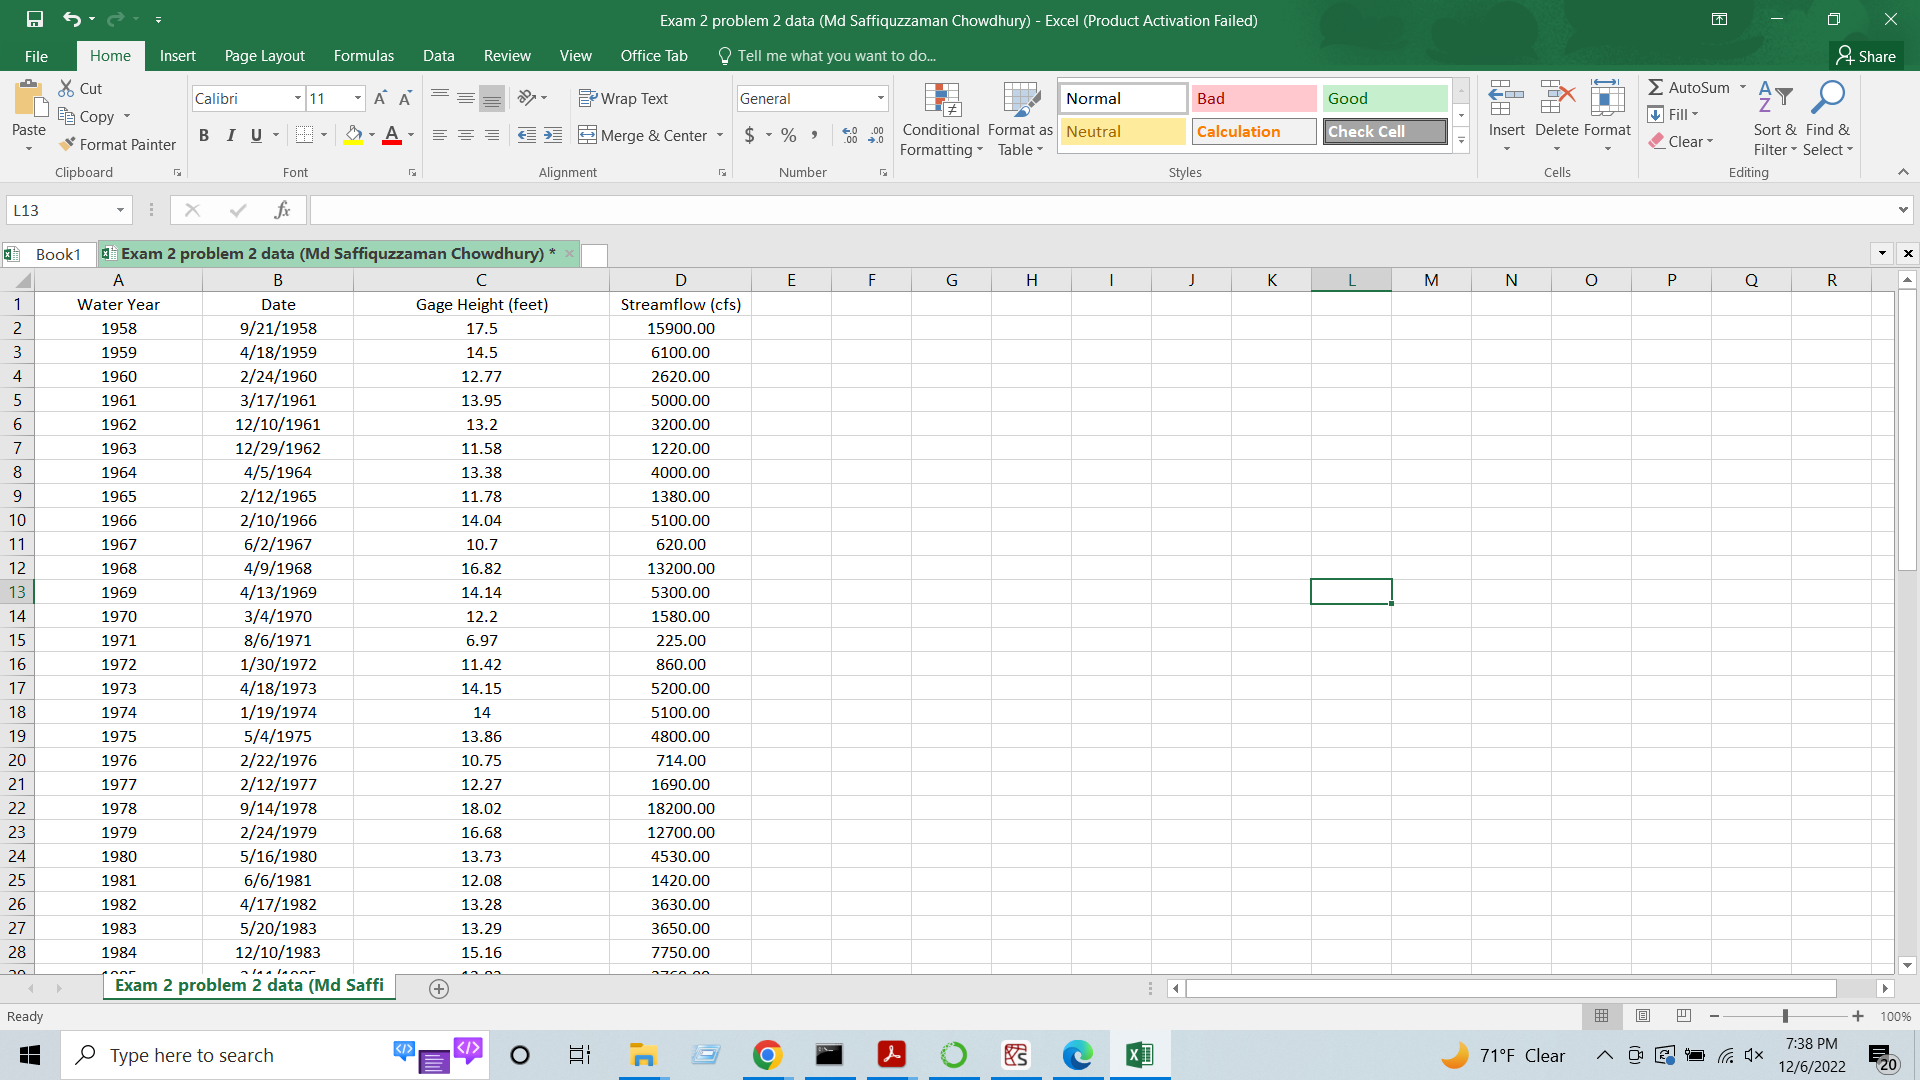 Exam 2 problem 2 data (Md Saffiquzzaman Chowdhury) - Excel (Product Activation Failed)
File Home Insert Page Layout Formulas Data Review View Office Tab Tell me what you want to do... Share
Paste Cut Copy Format Painter Clipboard
Calibri 11 B I U A A A Font
Wrap Text Merge & Center Alignment
General $ % , Number
Conditional Formatting Format as Table
Normal Bad Good
Neutral Calculation Check Cell
Styles
Insert Delete Format Cells
AutoSum Fill Clear Sort & Filter Find & Select Editing
L13 fx
Book1 Exam 2 problem 2 data (Md Saffiquzzaman Chowdhury) *
A B C D E F G H I J K L M N O P Q R
1 Water Year Date Gage Height (feet) Streamflow (cfs)
2 1958 9/21/1958 17.5 15900.00
3 1959 4/18/1959 14.5 6100.00
4 1960 2/24/1960 12.77 2620.00
5 1961 3/17/1961 13.95 5000.00
6 1962 12/10/1961 13.2 3200.00
7 1963 12/29/1962 11.58 1220.00
8 1964 4/5/1964 13.38 4000.00
9 1965 2/12/1965 11.78 1380.00
10 1966 2/10/1966 14.04 5100.00
11 1967 6/2/1967 10.7 620.00
12 1968 4/9/1968 16.82 13200.00
13 1969 4/13/1969 14.14 5300.00
14 1970 3/4/1970 12.2 1580.00
15 1971 8/6/1971 6.97 225.00
16 1972 1/30/1972 11.42 860.00
17 1973 4/18/1973 14.15 5200.00
18 1974 1/19/1974 14 5100.00
19 1975 5/4/1975 13.86 4800.00
20 1976 2/22/1976 10.75 714.00
21 1977 2/12/1977 12.27 1690.00
22 1978 9/14/1978 18.02 18200.00
23 1979 2/24/1979 16.68 12700.00
24 1980 5/16/1980 13.73 4530.00
25 1981 6/6/1981 12.08 1420.00
26 1982 4/17/1982 13.28 3630.00
27 1983 5/20/1983 13.29 3650.00
28 1984 12/10/1983 15.16 7750.00
Exam 2 problem 2 data (Md Saffi
Ready 100%
Type here to search 71°F Clear 7:38 PM
12/6/2022 20